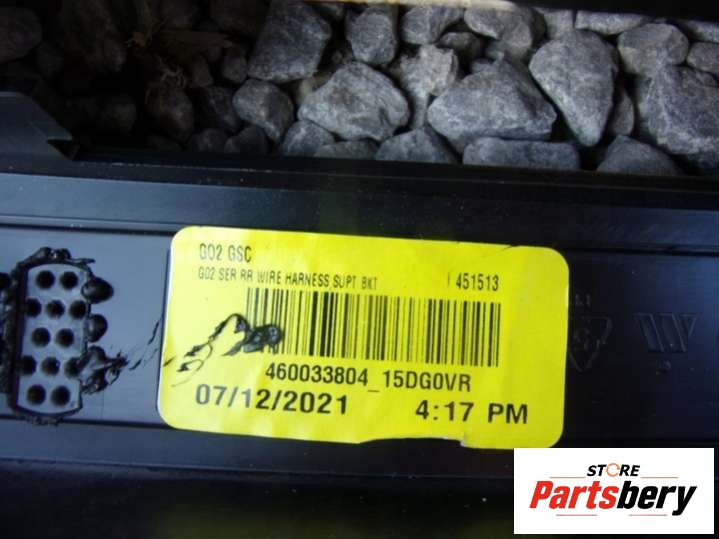 G02 GSC
G02 SER RR WIRE HARNESS SUPT BKT
451513
460033804_15DG0VR
07/12/2021 4:17 PM
STORE
Partsbery